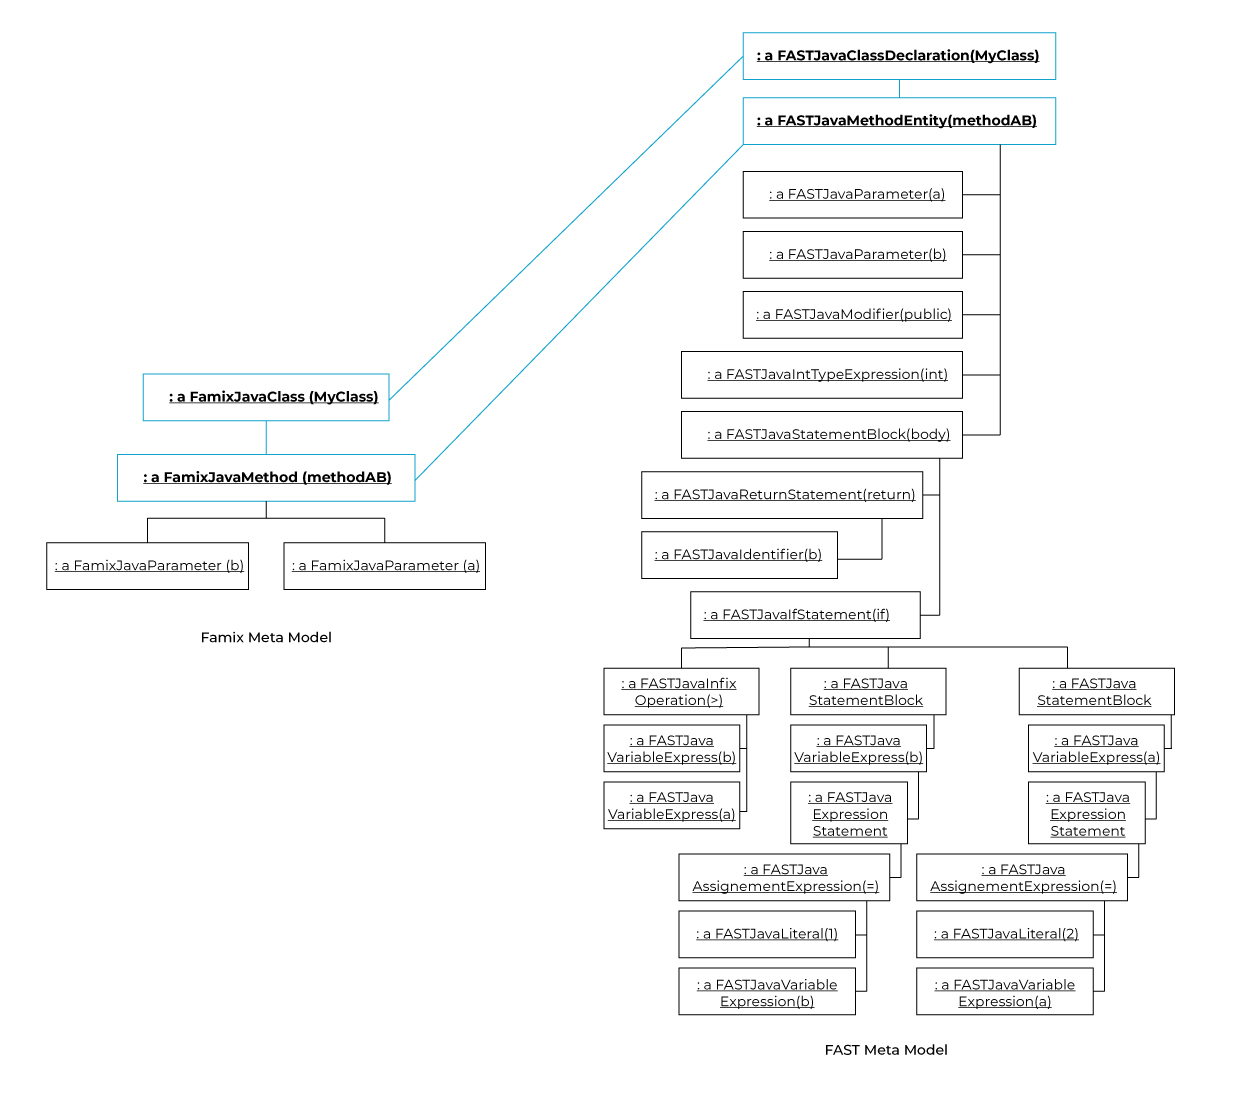 : a FASTJavaClassDeclaration(MyClass)
: a FASTJavaMethodEntity(methodAB)
: a FASTJavaParameter(a)
: a FASTJavaParameter(b)
: a FASTJavaModifier(public)
: a FASTJavaIntTypeExpression(int)
: a FASTJavaStatementBlock(body)
: a FASTJavaReturnStatement(return)
: a FASTJavaIdentifier(b)
: a FASTJavaIfStatement(if)
: a FamixJavaClass (MyClass)
: a FamixJavaMethod (methodAB)
: a FamixJavaParameter (b)
: a FamixJavaParameter (a)
Famix Meta Model
: a FASTJavaInfix
Operation(>)
: a FASTJava
VariableExpress(b)
: a FASTJava
VariableExpress(a)
: a FASTJava
StatementBlock
: a FASTJava
VariableExpress(b)
: a FASTJava
Expression
Statement
: a FASTJava
AssignementExpression(=)
: a FASTJavaLiteral(1)
: a FASTJavaVariable
Expression(b)
: a FASTJava
StatementBlock
: a FASTJava
VariableExpress(a)
: a FASTJava
Expression
Statement
: a FASTJava
AssignementExpression(=)
: a FASTJavaLiteral(2)
: a FASTJavaVariable
Expression(a)
FAST Meta Model